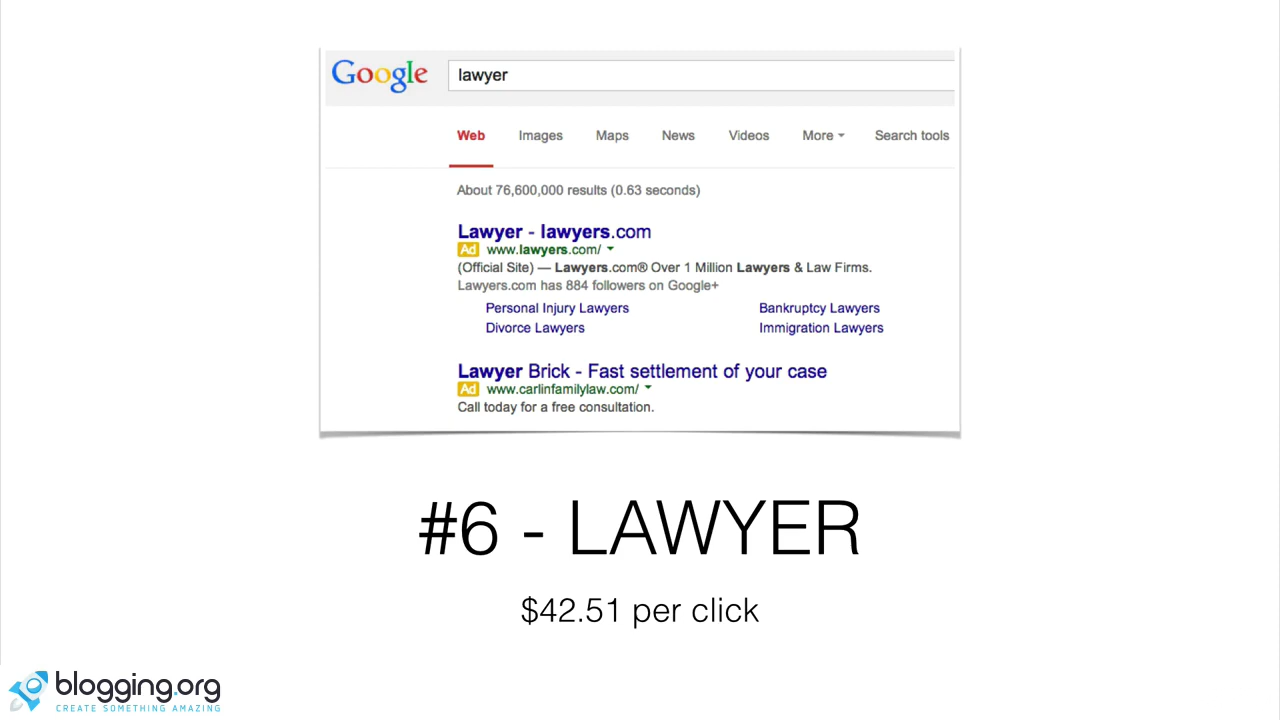 Google
lawyer
Web Images Maps News Videos More Search tools
About 76,600,000 results (0.63 seconds)
Lawyer - lawyers.com
Ad www.lawyers.com/
(Official Site) — Lawyers.com® Over 1 Million Lawyers & Law Firms.
Lawyers.com has 884 followers on Google+
Personal Injury Lawyers Bankruptcy Lawyers
Divorce Lawyers Immigration Lawyers
Lawyer Brick - Fast settlement of your case
Ad www.carlinfamilylaw.com/
Call today for a free consultation.
#6 - LAWYER
$42.51 per click
blogging.org
CREATE SOMETHING AMAZING